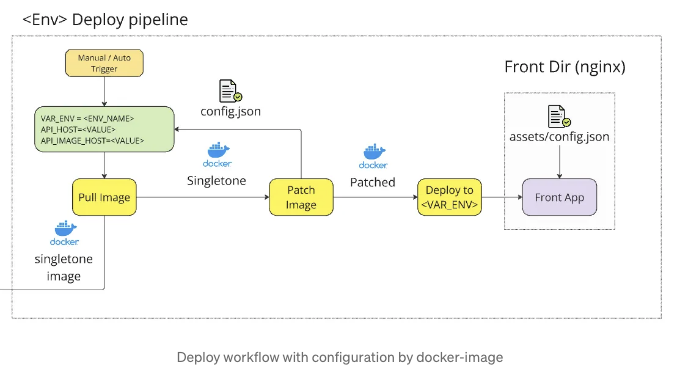 <Env> Deploy pipeline
Manual / Auto
Trigger
Front Dir (nginx)
config.json
VAR_ENV = <ENV_NAME>
API_HOST=<VALUE>
API_IMAGE_HOST=<VALUE>
assets/config.json
docker
Singletone
docker
Patched
Pull Image
Patch
Image
Deploy to
<VAR_ENV>
Front App
docker
singletone
image
Deploy workflow with configuration by docker-image